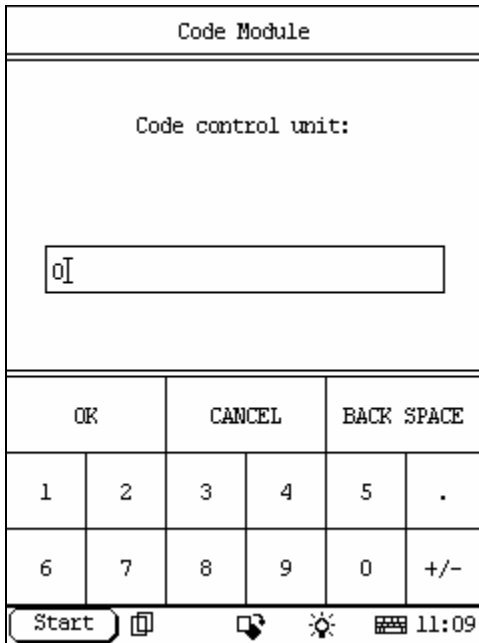 Code Module
Code control unit:
0
OK CANCEL BACK SPACE
1 2 3 4 5 .
6 7 8 9 0 +/-
Start 11:09